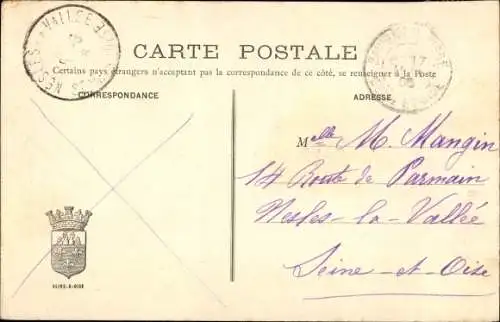 CARTE POSTALE
Certains pays étrangers n'acceptant pas la correspondance de ce côté, se renseigner à la Poste
CORRESPONDANCE
ADRESSE
Melle M. Mangin
14 Route de Parmain
Nesles-la-Vallée
Seine-et-Oise